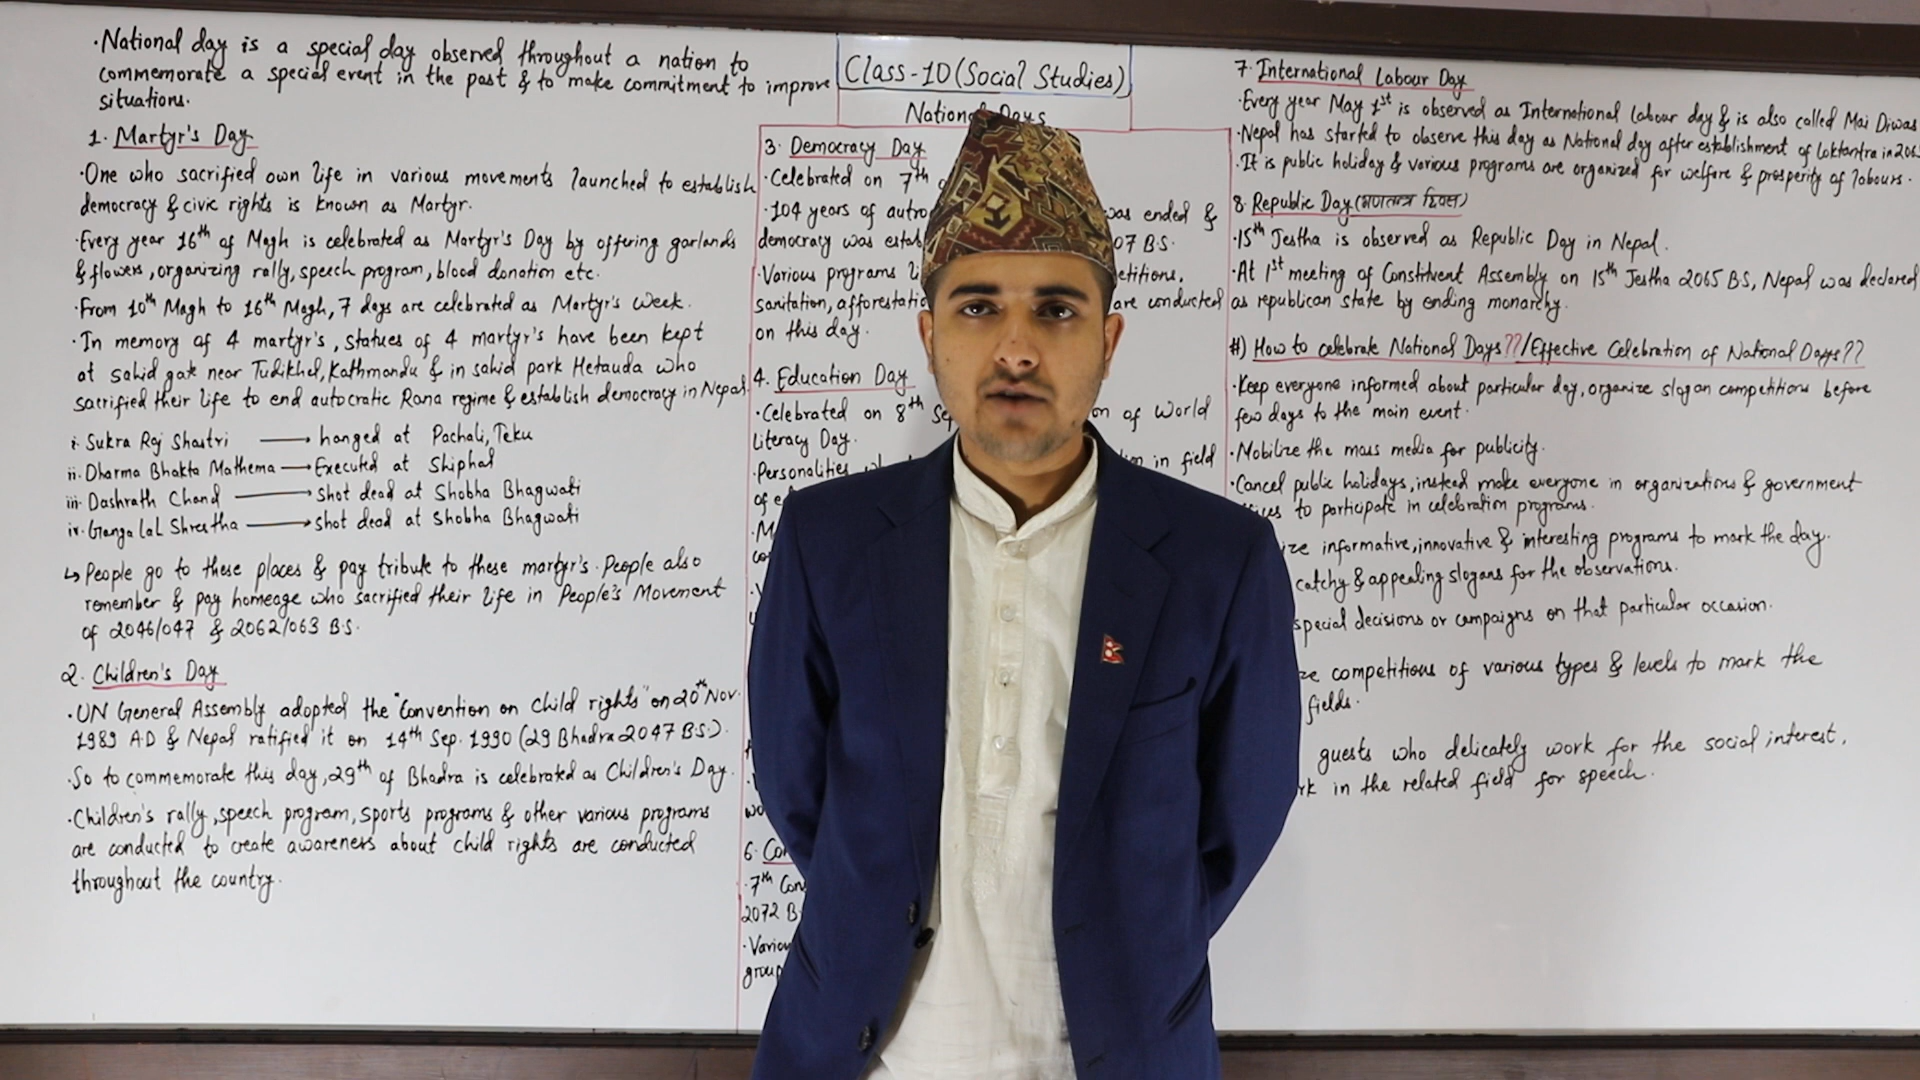 ·National day is a special day observed throughout a nation to
commemorate a special event in the past & to make commitment to improve
situations.
1. Martyr's Day
·One who sacrified own life in various movements launched to establish
democracy & civic rights is known as Martyr.
·Every year 16th of Magh is celebrated as Martyr's Day by offering garlands
& flowers, organizing rally, speech program, blood donation etc.
·From 10th Magh to 16th Magh, 7 days are celebrated as Martyr's Week.
·In memory of 4 martyr's, statues of 4 martyr's have been kept
at sahid gate near Tudikhel, Kathmandu & in sahid park Hetauda who
sacrified their life to end autocratic Rana regime & establish democracy in Nepal.
i. Sukra Raj Shastri → hanged at Pachali, Teku
ii. Dharma Bhakta Mathema → Executed at Shiphal
iii. Dashrath Chand → shot dead at Shobha Bhagwati
iv. Ganga Lal Shrestha → shot dead at Shobha Bhagwati
↳ People go to these places & pay tribute to these martyr's. People also
remember & pay homeage who sacrified their life in People's Movement
of 2046/047 & 2062/063 B.S.
2. Children's Day
·UN General Assembly adopted the "Convention on child rights" on 20th Nov.
1989 A.D & Nepal ratified it on 14th Sep. 1990 (29 Bhadra 2047 B.S.).
·So to commemorate this day, 29th of Bhadra is celebrated as Children's Day.
·Children's rally, speech program, sports programs & other various programs
are conducted to create awareness about child rights are conducted
throughout the country.
Class-10 (Social Studies)
National Days
3. Democracy Day
·Celebrated on 7th
·104 years of was ended &
democracy was 07 B.S.
·Various programs
sanitation, are conducted
on this day.
4. Education Day
·Celebrated on 8th of World
Literacy Day.
·Personalities in field
of
6.
·7th
2072 B.
7. International Labour Day
·Every year May 1st is observed as International labour day & is also called Mai Diwas
·Nepal has started to observe this day as National day after establishment of Loktantra in
·It is public holiday & various programs are organized for welfare & prosperity of labours.
8. Republic Day (गणतन्त्र दिवस)
·15th Jestha is observed as Republic Day in Nepal.
·At 1st meeting of Constituent Assembly on 15th Jestha 2065 B.S, Nepal was declared
as republican state by ending monarchy.
#) How to celebrate National Days??/Effective Celebration of National Days??
·Keep everyone informed about particular day, organize slogan competitions before
few days to the main event.
·Mobilize the mass media for publicity.
·Cancel public holidays, instead make everyone in organizations & government
to participate in celebration programs.
informative, innovative & interesting programs to mark the day.
catchy & appealing slogans for the observations.
special decisions or campaigns on that particular occasion.
competitions of various types & levels to mark the
fields.
guests who delicately work for the social interest,
in the related field for speech.